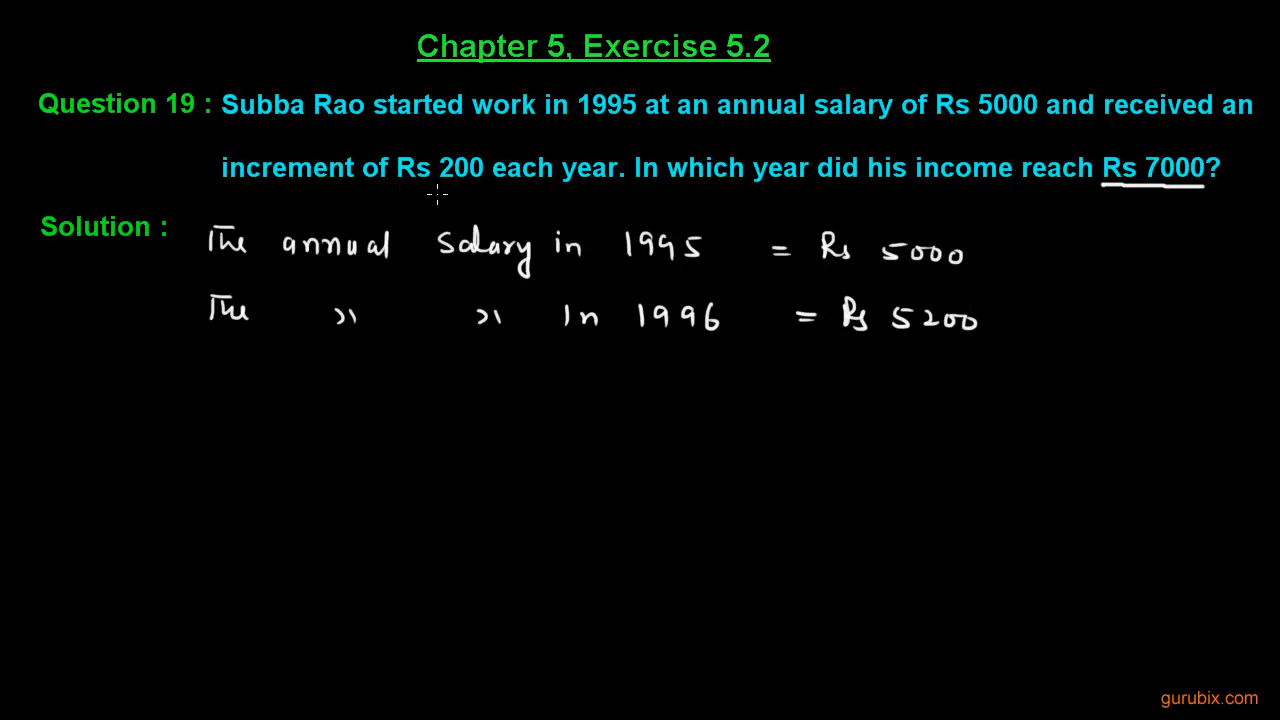 Chapter 5, Exercise 5.2
Question 19 : Subba Rao started work in 1995 at an annual salary of Rs 5000 and received an
increment of Rs 200 each year. In which year did his income reach Rs 7000?
Solution :
The annual salary in 1995 = Rs 5000
The " " in 1996 = Rs 5200
gurubix.com